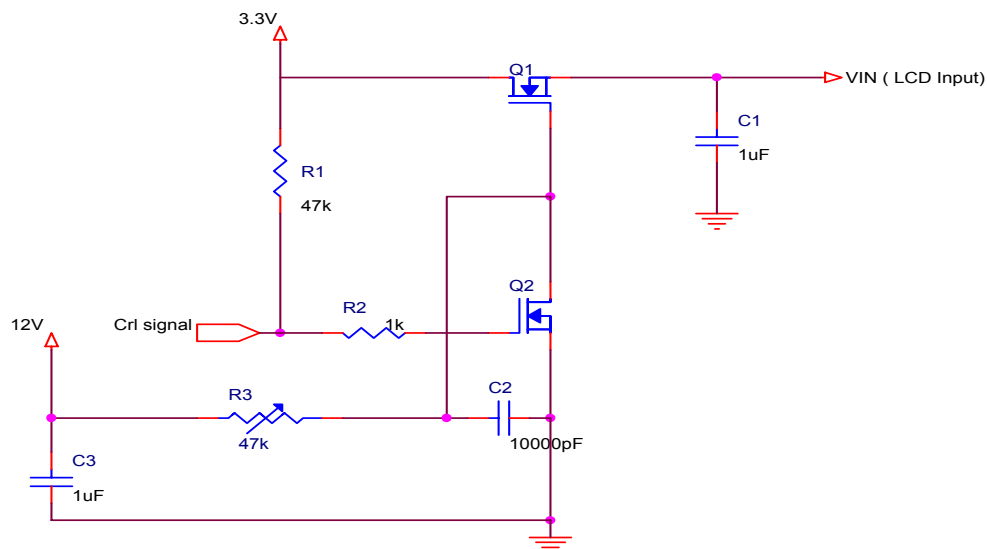 3.3V
Q1
VIN ( LCD Input)
C1
1uF
R1
47k
Q2
R2
1k
12V
Crl signal
R3
47k
C2
10000pF
C3
1uF